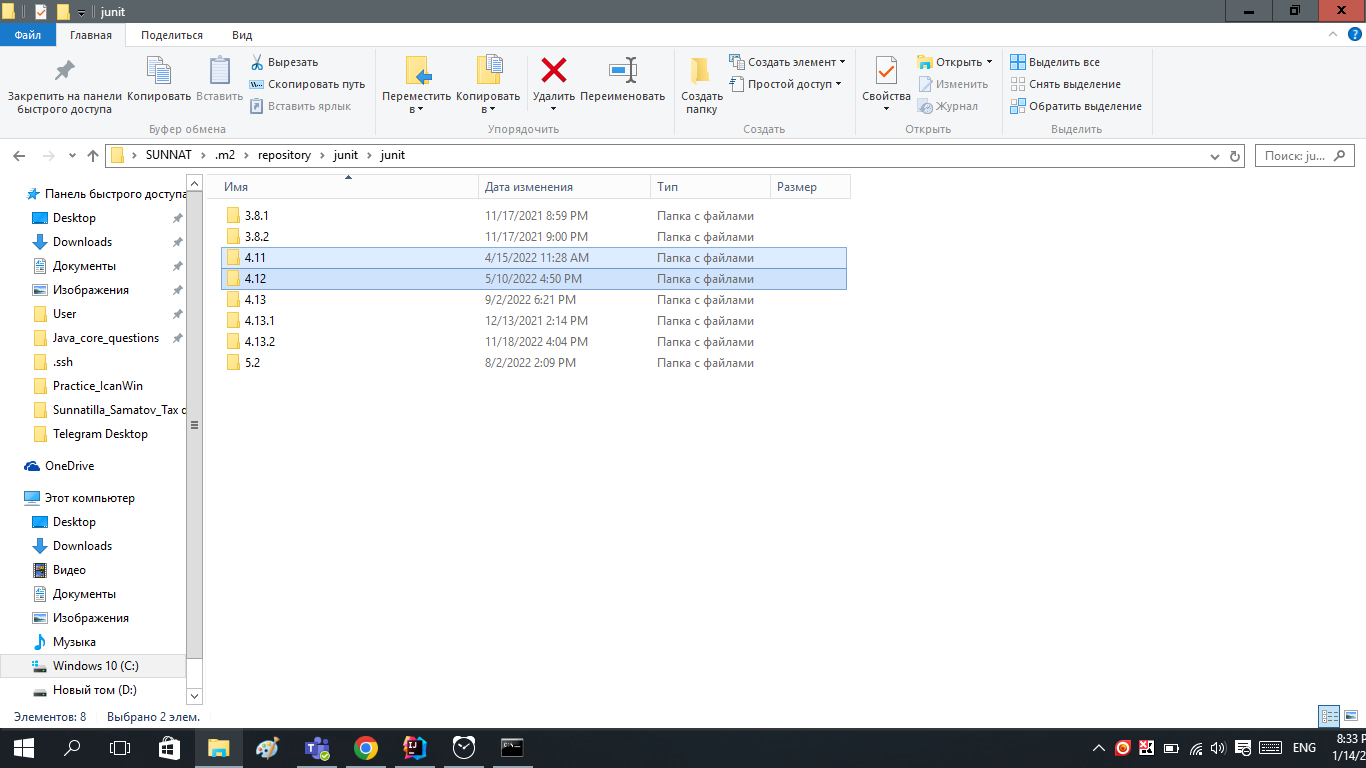 junit
Файл Главная Поделиться Вид
Закрепить на панели быстрого доступа
Копировать
Вставить
Вырезать
Скопировать путь
Вставить ярлык
Буфер обмена
Переместить в
Копировать в
Удалить
Переименовать
Упорядочить
Создать папку
Создать элемент
Простой доступ
Создать
Свойства
Открыть
Изменить
Журнал
Открыть
Выделить все
Снять выделение
Обратить выделение
Выделить
SUNNAT .m2 repository junit junit
Поиск: ju...
Панель быстрого доступа
Desktop
Downloads
Документы
Изображения
User
Java_core_questions
.ssh
Practice_IcanWin
Sunnatilla_Samatov_Tax
Telegram Desktop
OneDrive
Этот компьютер
Desktop
Downloads
Видео
Документы
Изображения
Музыка
Windows 10 (C:)
Новый том (D:)
Имя Дата изменения Тип Размер
3.8.1 11/17/2021 8:59 PM Папка с файлами
3.8.2 11/17/2021 9:00 PM Папка с файлами
4.11 4/15/2022 11:28 AM Папка с файлами
4.12 5/10/2022 4:50 PM Папка с файлами
4.13 9/2/2022 6:21 PM Папка с файлами
4.13.1 12/13/2021 2:14 PM Папка с файлами
4.13.2 11/18/2022 4:04 PM Папка с файлами
5.2 8/2/2022 2:09 PM Папка с файлами
Элементов: 8 Выбрано 2 элем.
ENG
8:33
1/14/2